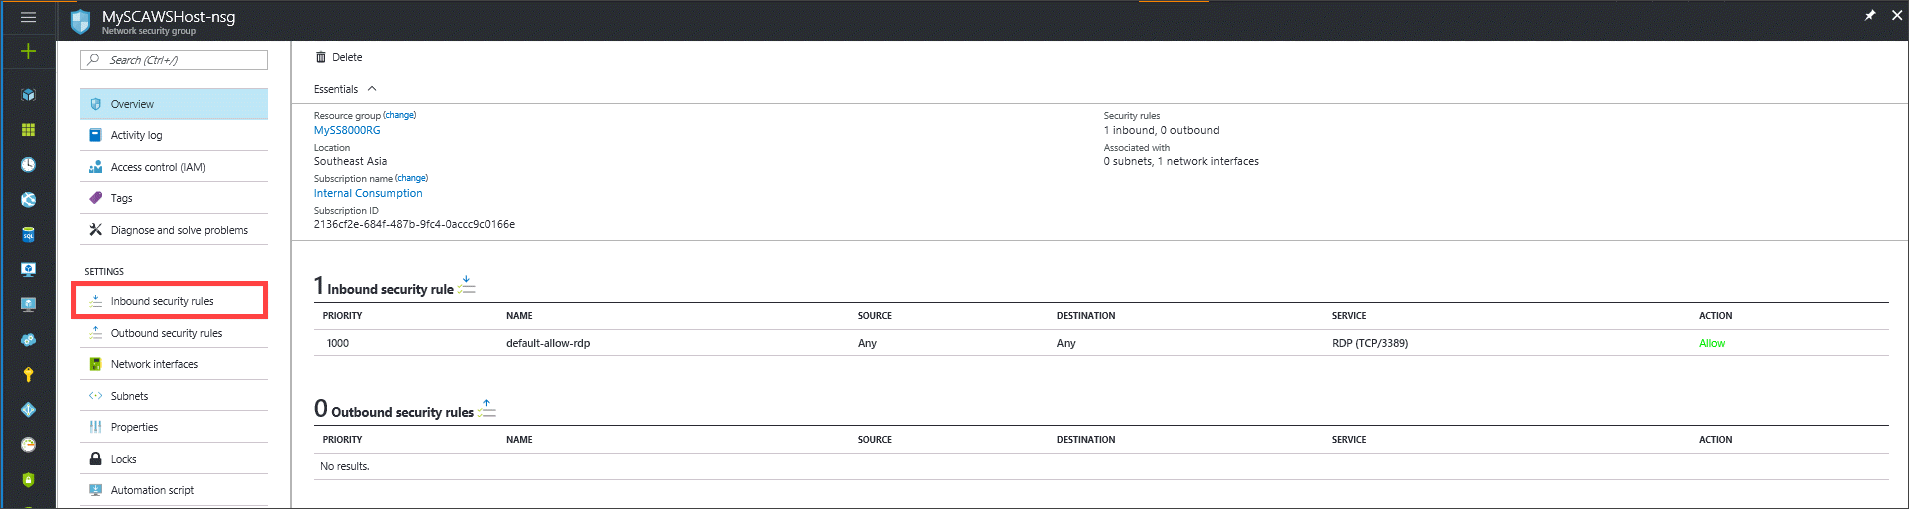 MySCAWSHost-nsg
Network security group
Search (Ctrl+/)
Overview
Activity log
Access control (IAM)
Tags
Diagnose and solve problems
SETTINGS
Inbound security rules
Outbound security rules
Network interfaces
Subnets
Properties
Locks
Automation script
Delete
Essentials
Resource group (change)
MySS8000RG
Location
Southeast Asia
Subscription name (change)
Internal Consumption
Subscription ID
2136cf2e-684f-487b-9fc4-0accc9c0166e
Security rules
1 inbound, 0 outbound
Associated with
0 subnets, 1 network interfaces
1 Inbound security rule
PRIORITY NAME SOURCE DESTINATION SERVICE ACTION
1000 default-allow-rdp Any Any RDP (TCP/3389) Allow
0 Outbound security rules
PRIORITY NAME SOURCE DESTINATION SERVICE ACTION
No results.
SQL